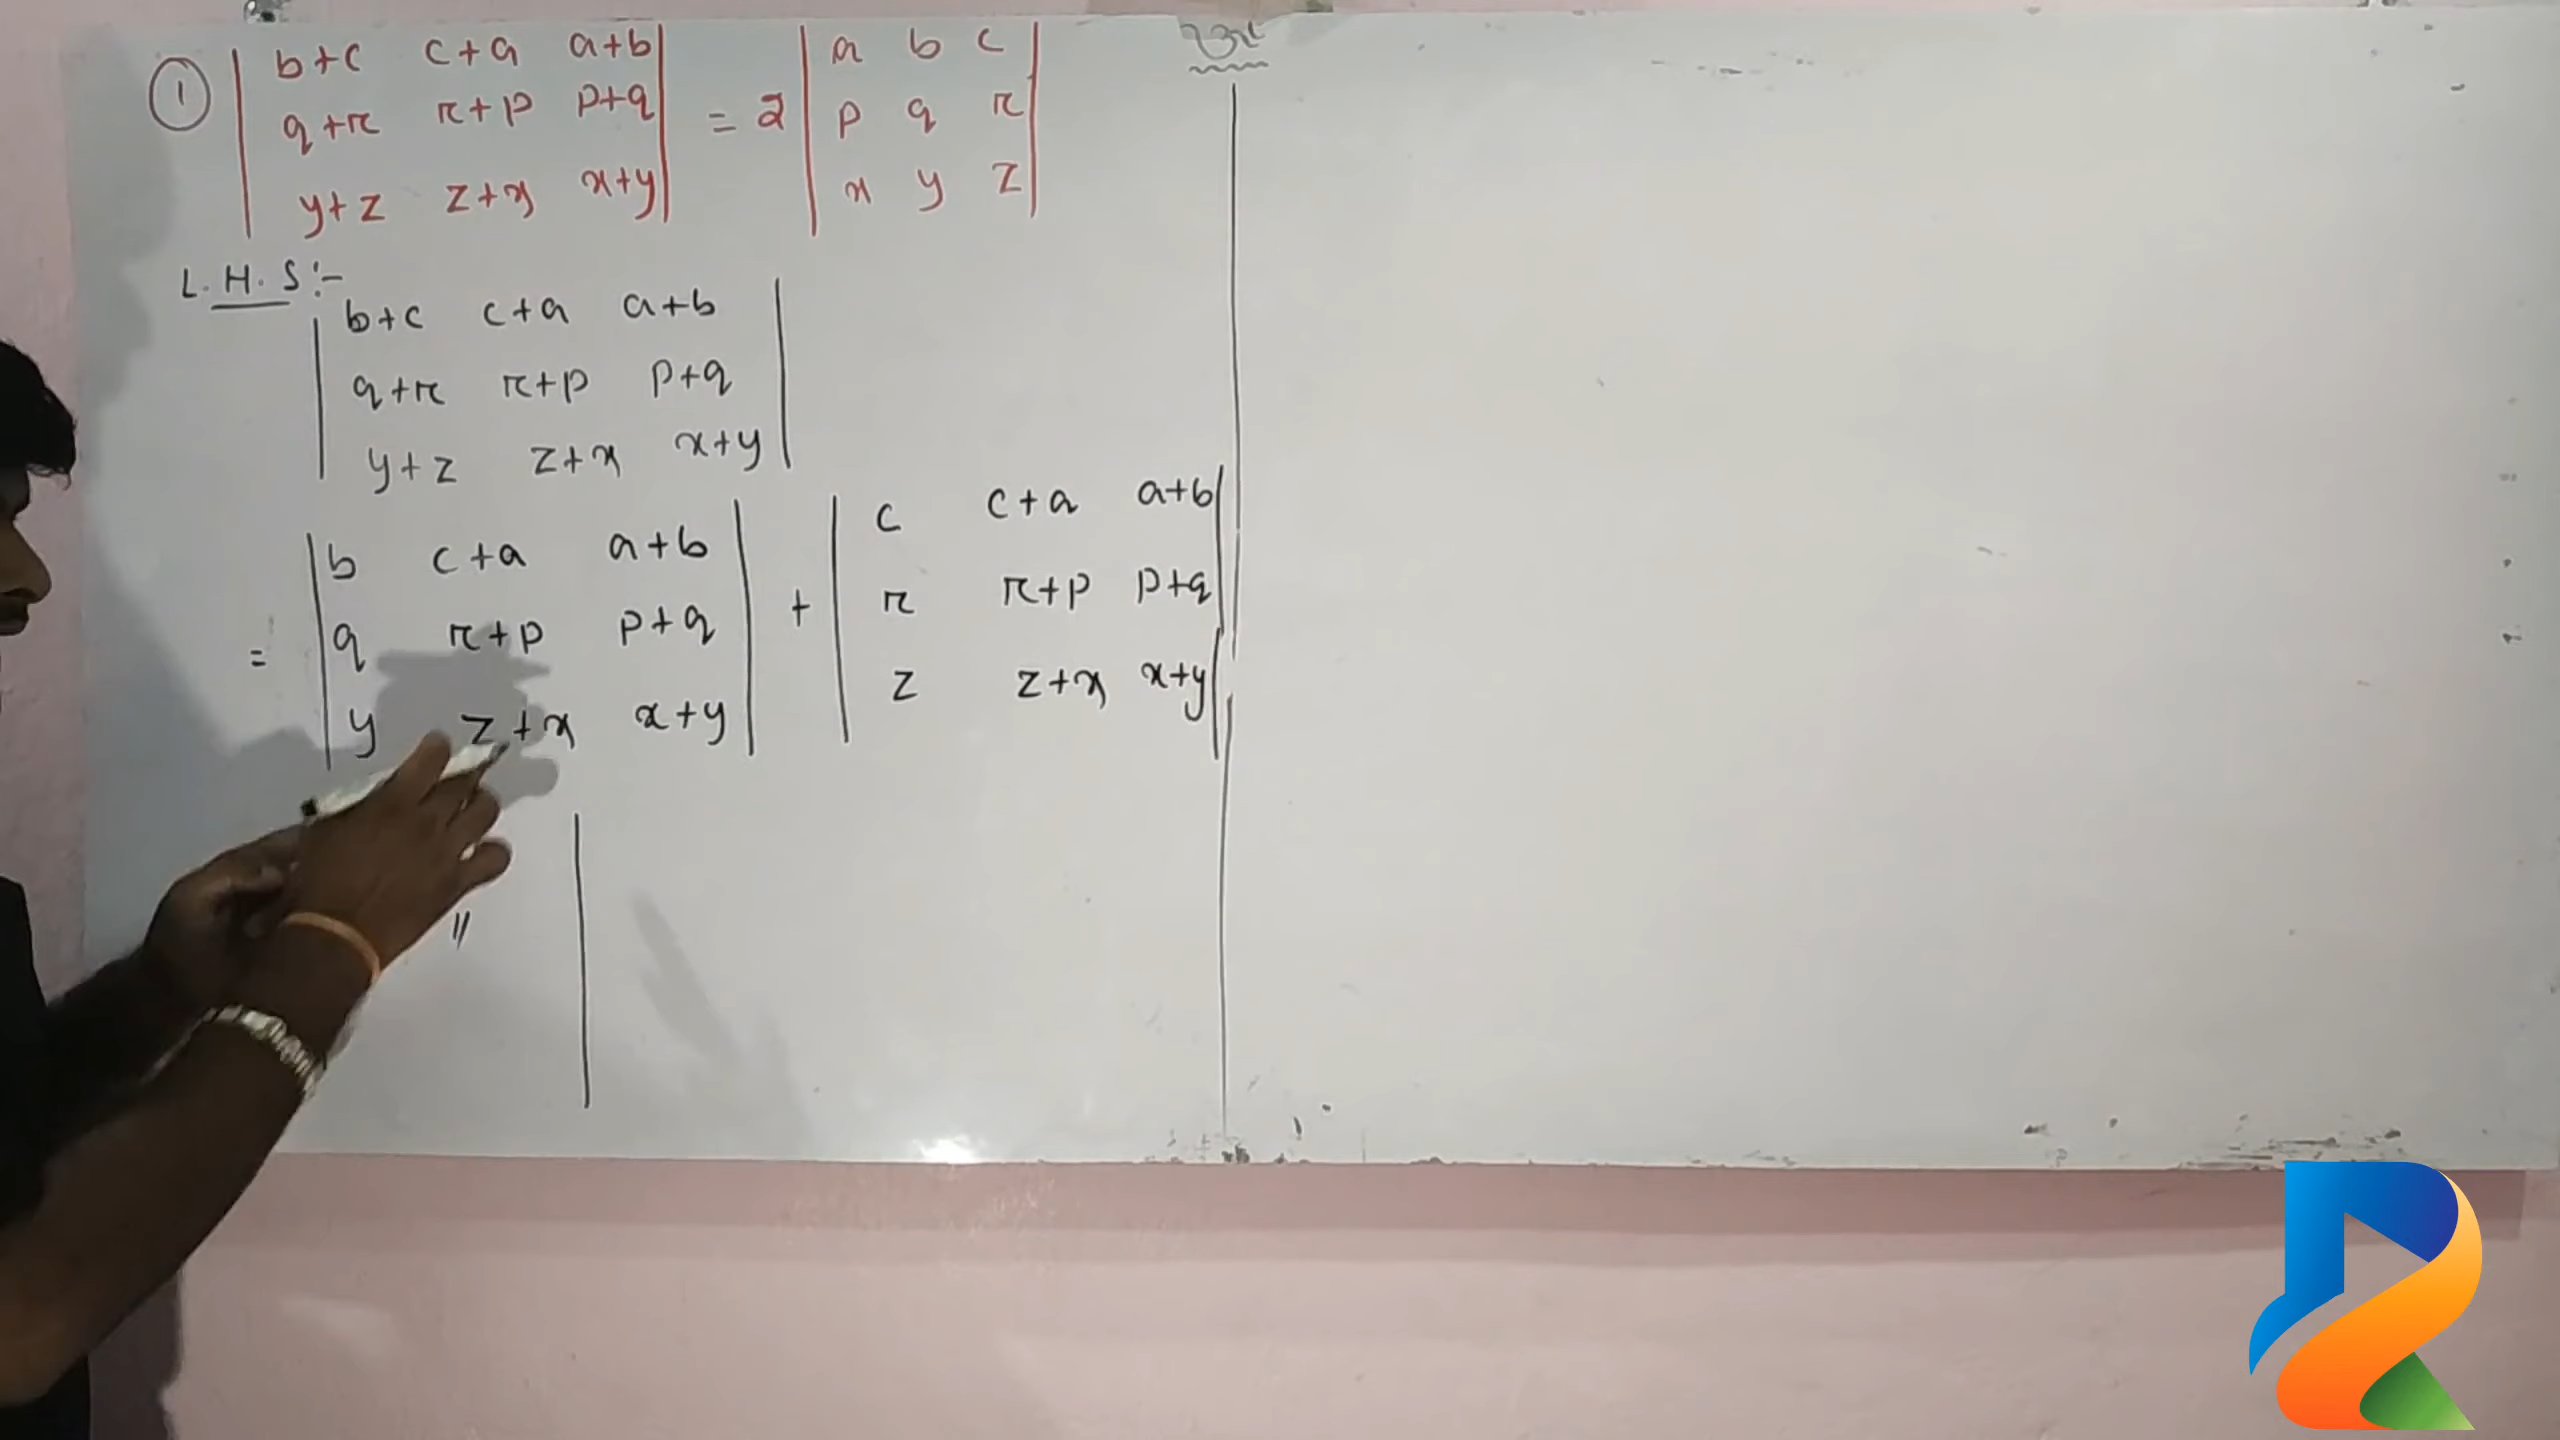 ① | b+c c+a a+b | = 2 | a b c |
| q+r r+p p+q | | p q r |
| y+z z+x x+y | | x y z |
L.H.S:-
| b+c c+a a+b |
| q+r r+p p+q |
| y+z z+x x+y |
= | b c+a a+b | + | c c+a a+b |
| q r+p p+q | | r r+p p+q |
| y z+x x+y | | z z+x x+y |